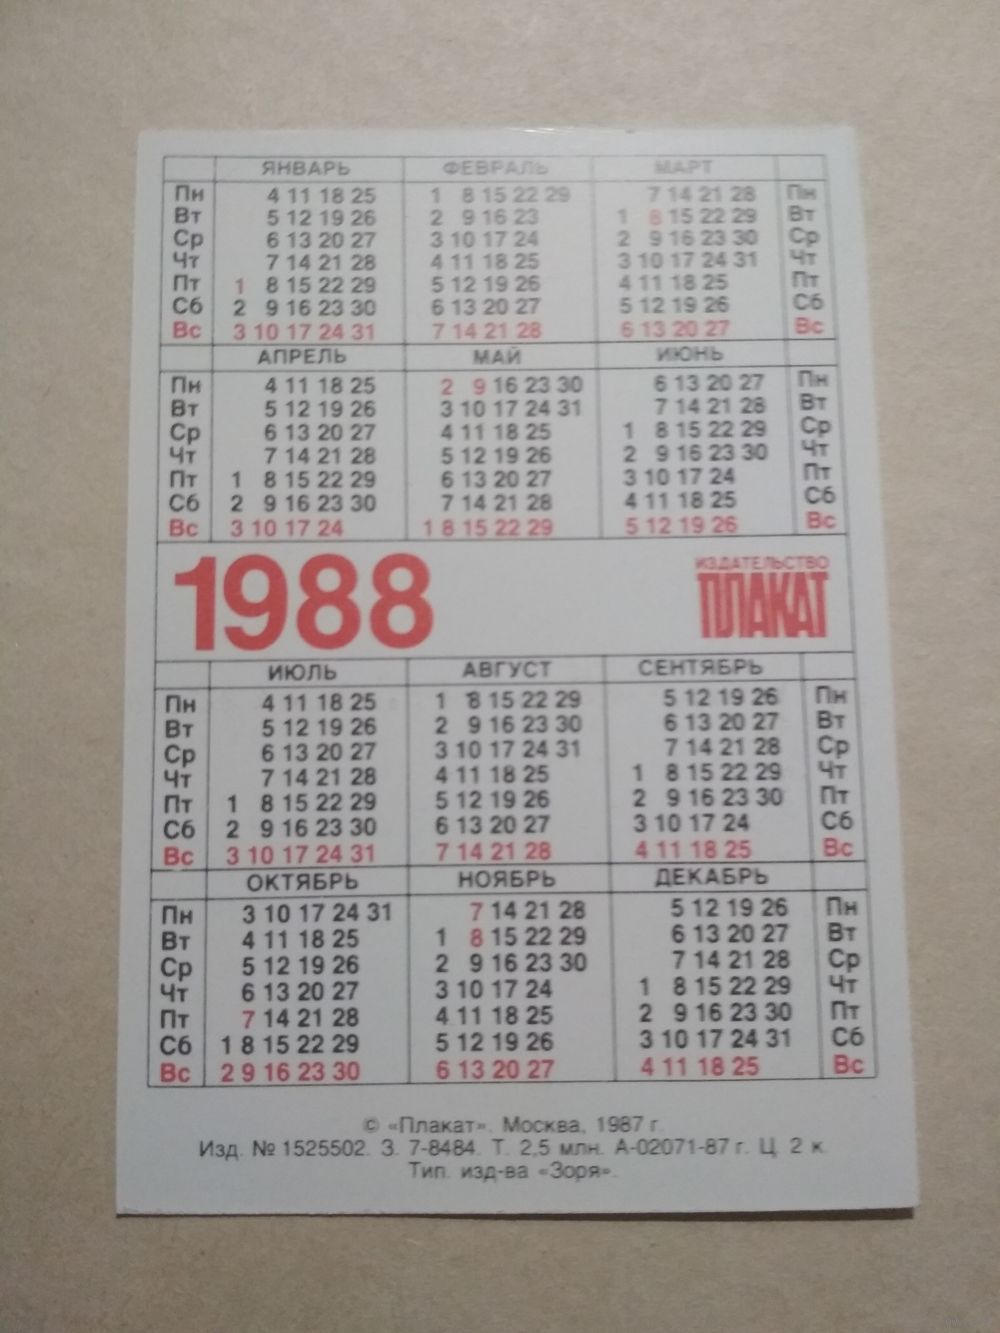 ЯНВАРЬ ФЕВРАЛЬ МАРТ
Пн 4 11 18 25 1 8 15 22 29 7 14 21 28 Пн
Вт 5 12 19 26 2 9 16 23 1 8 15 22 29 Вт
Ср 6 13 20 27 3 10 17 24 2 9 16 23 30 Ср
Чт 7 14 21 28 4 11 18 25 3 10 17 24 31 Чт
Пт 1 8 15 22 29 5 12 19 26 4 11 18 25 Пт
Сб 2 9 16 23 30 6 13 20 27 5 12 19 26 Сб
Вс 3 10 17 24 31 7 14 21 28 6 13 20 27 Вс
АПРЕЛЬ МАЙ ИЮНЬ
Пн 4 11 18 25 2 9 16 23 30 6 13 20 27 Пн
Вт 5 12 19 26 3 10 17 24 31 7 14 21 28 Вт
Ср 6 13 20 27 4 11 18 25 1 8 15 22 29 Ср
Чт 7 14 21 28 5 12 19 26 2 9 16 23 30 Чт
Пт 1 8 15 22 29 6 13 20 27 3 10 17 24 Пт
Сб 2 9 16 23 30 7 14 21 28 4 11 18 25 Сб
Вс 3 10 17 24 1 8 15 22 29 5 12 19 26 Вс
1988 ИЗДАТЕЛЬСТВО
ПЛАКАТ
ИЮЛЬ АВГУСТ СЕНТЯБРЬ
Пн 4 11 18 25 1 8 15 22 29 5 12 19 26 Пн
Вт 5 12 19 26 2 9 16 23 30 6 13 20 27 Вт
Ср 6 13 20 27 3 10 17 24 31 7 14 21 28 Ср
Чт 7 14 21 28 4 11 18 25 1 8 15 22 29 Чт
Пт 1 8 15 22 29 5 12 19 26 2 9 16 23 30 Пт
Сб 2 9 16 23 30 6 13 20 27 3 10 17 24 Сб
Вс 3 10 17 24 31 7 14 21 28 4 11 18 25 Вс
ОКТЯБРЬ НОЯБРЬ ДЕКАБРЬ
Пн 3 10 17 24 31 7 14 21 28 5 12 19 26 Пн
Вт 4 11 18 25 1 8 15 22 29 6 13 20 27 Вт
Ср 5 12 19 26 2 9 16 23 30 7 14 21 28 Ср
Чт 6 13 20 27 3 10 17 24 1 8 15 22 29 Чт
Пт 7 14 21 28 4 11 18 25 2 9 16 23 30 Пт
Сб 1 8 15 22 29 5 12 19 26 3 10 17 24 31 Сб
Вс 2 9 16 23 30 6 13 20 27 4 11 18 25 Вс
© «Плакат». Москва, 1987 г.
Изд. № 1525502. З. 7-8484. Т. 2,5 млн. А-02071-87 г. Ц. 2 к.
Тип. изд-ва «Зоря».